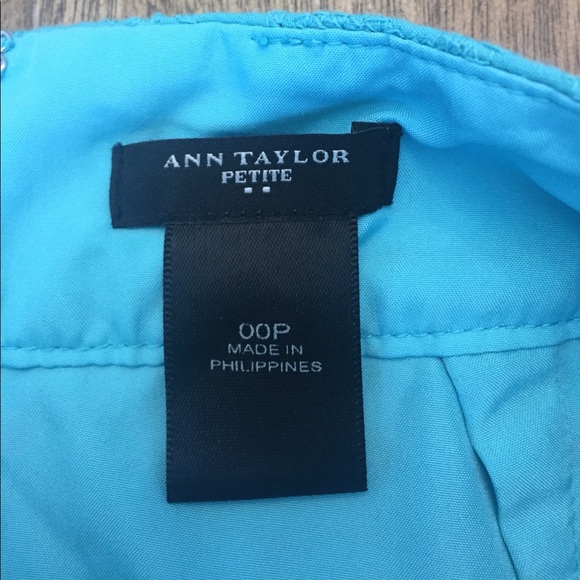 ANN TAYLOR
PETITE
00P
MADE IN
PHILIPPINES